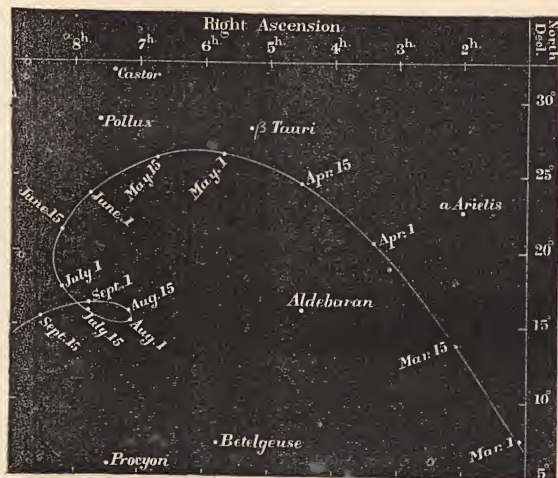 Right Ascension
North Decl.
8h. 7h. 6h. 5h. 4h. 3h. 2h.
Castor
30°
Pollux
β Tauri
May. 15
May. 1
Apr. 15
25°
June. 1
a Arietis
June. 15
Apr. 1
20°
July. 1
Sept. 1
Aug. 15
Aldebaran
15°
Sept. 15
July. 15
Aug. 1
Mar. 15
10°
Betelgeuse
Mar. 1
Procyon
5°